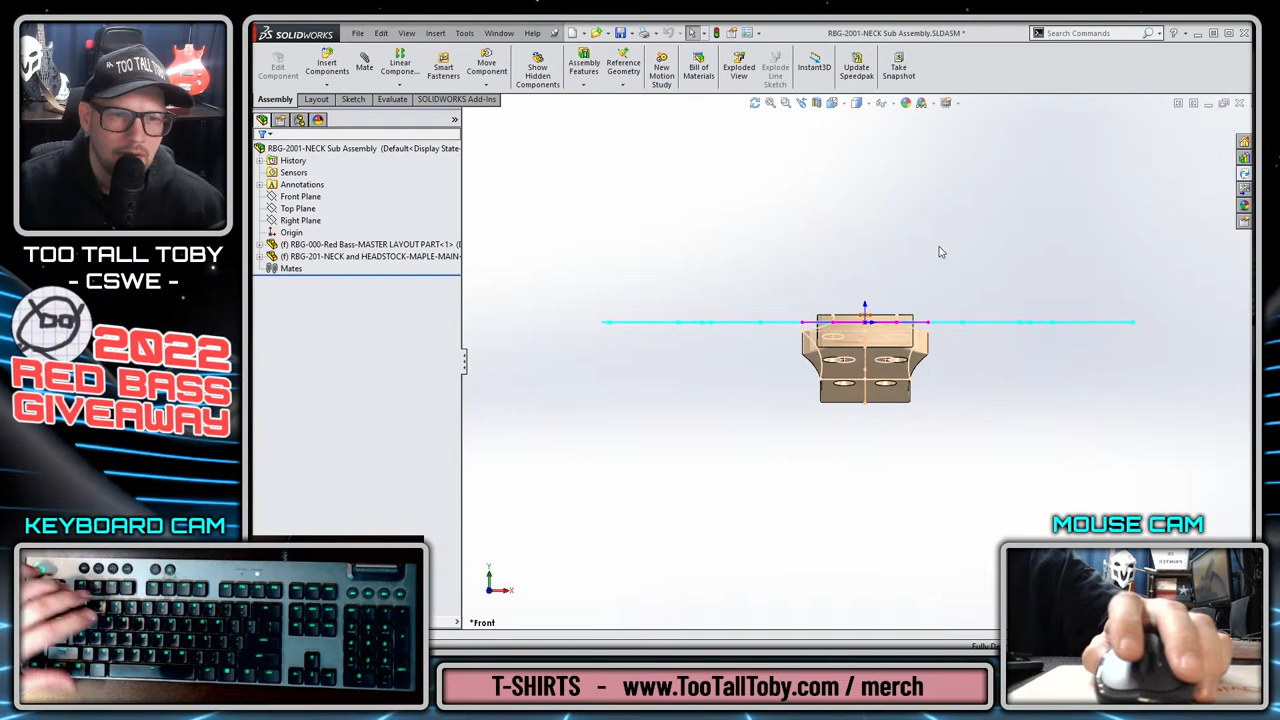 TOO TALL TOBY
TOO TALL TOBY
- CSWE -
2022
RED BASS
GIVEAWAY
KEYBOARD CAM
SOLIDWORKS
File
Edit
View
Insert
Tools
Window
Help
RBG-2001-NECK Sub Assembly.SLDASM *
Search Commands
Edit
Component
Insert
Components
Mate
Linear
Compone...
Smart
Fasteners
Move
Component
Show
Hidden
Components
Assembly
Features
Reference
Geometry
New
Motion
Study
Bill of
Materials
Exploded
View
Explode
Line
Sketch
Instant3D
Update
Speedpak
Take
Snapshot
Assembly
Layout
Sketch
Evaluate
SOLIDWORKS Add-Ins
RBG-2001-NECK Sub Assembly (Default<Display State-
History
Sensors
Annotations
Front Plane
Top Plane
Right Plane
Origin
(f) RBG-000-Red Bass-MASTER LAYOUT PART<1> (D
(f) RBG-201-NECK and HEADSTOCK-MAPLE-MAIN-
Mates
Y
X
*Front
MOUSE CAM
T-SHIRTS - www.TooTallToby.com / merch